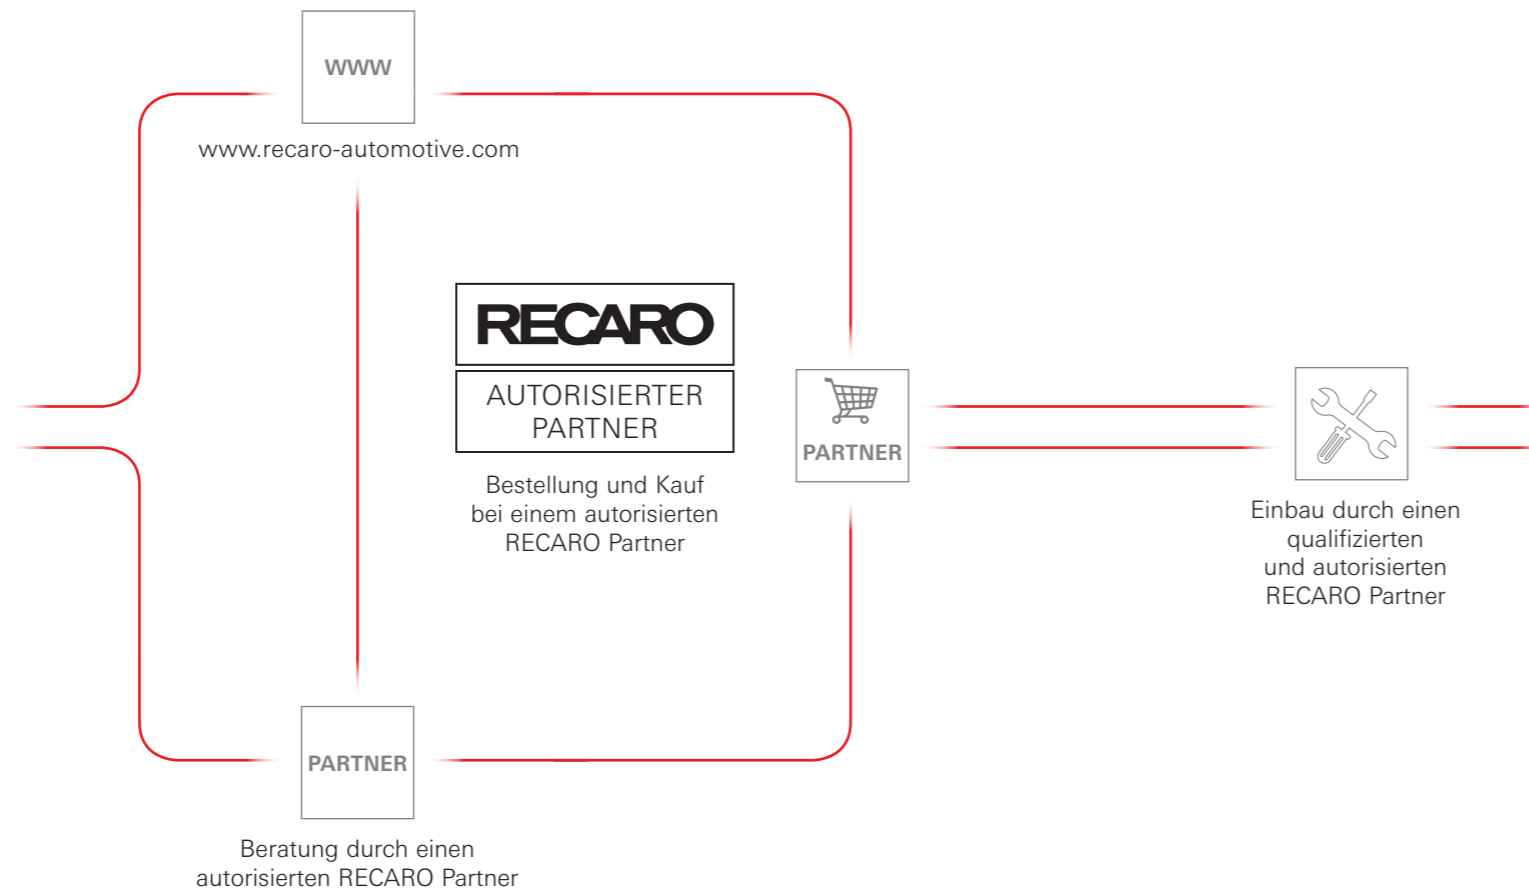 WWW
www.recaro-automotive.com
RECARO
AUTORISIERTER
PARTNER
Bestellung und Kauf
bei einem autorisierten
RECARO Partner
PARTNER
Einbau durch einen
qualifizierten
und autorisierten
RECARO Partner
PARTNER
Beratung durch einen
autorisierten RECARO Partner